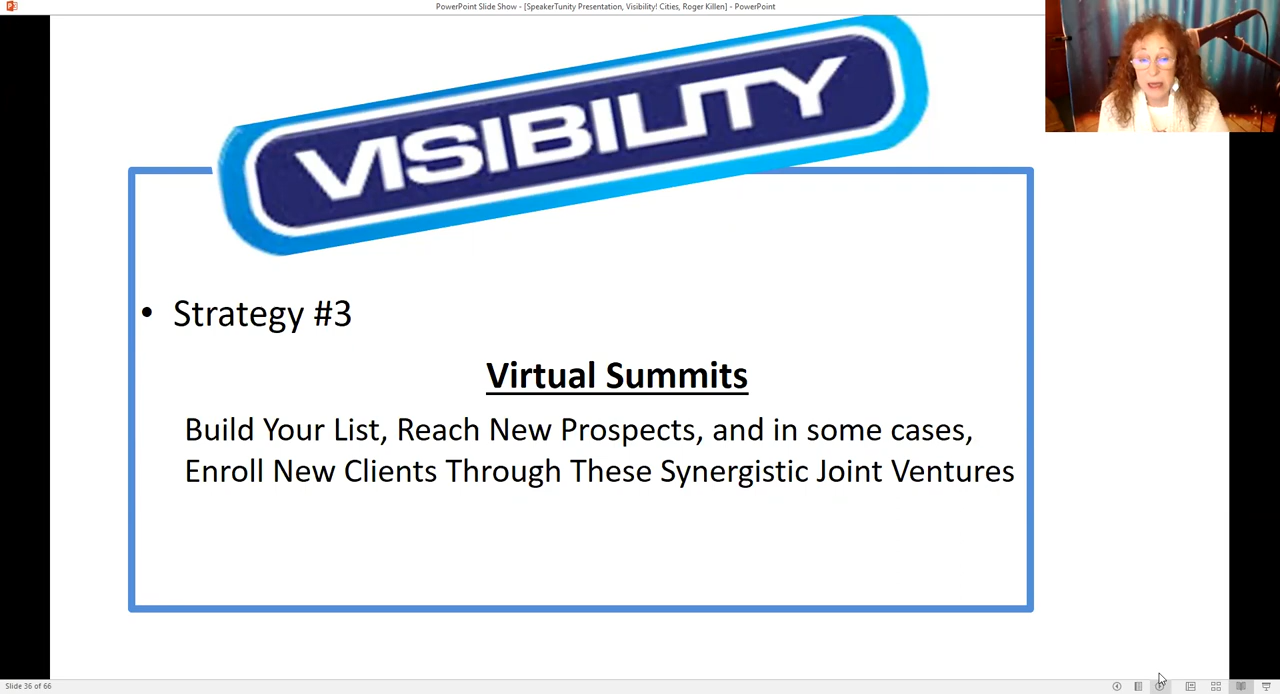 PowerPoint Slide Show - [SpeakerTunity Presentation, Visibility! Cities, Roger Killen] - PowerPoint
VISIBILITY
• Strategy #3
Virtual Summits
Build Your List, Reach New Prospects, and in some cases,
Enroll New Clients Through These Synergistic Joint Ventures
Slide 36 of 66